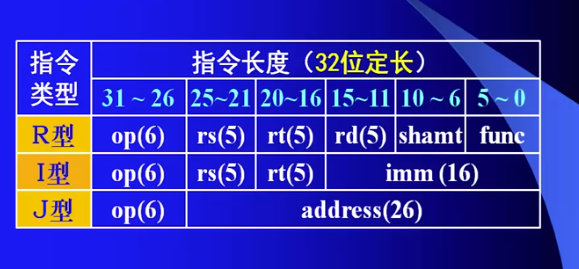 指令类型 指令长度（32位定长）
31 ~ 26 25~21 20~16 15~11 10 ~ 6 5 ~ 0
R型 op(6) rs(5) rt(5) rd(5) shamt func
I型 op(6) rs(5) rt(5) imm (16)
J型 op(6) address(26)